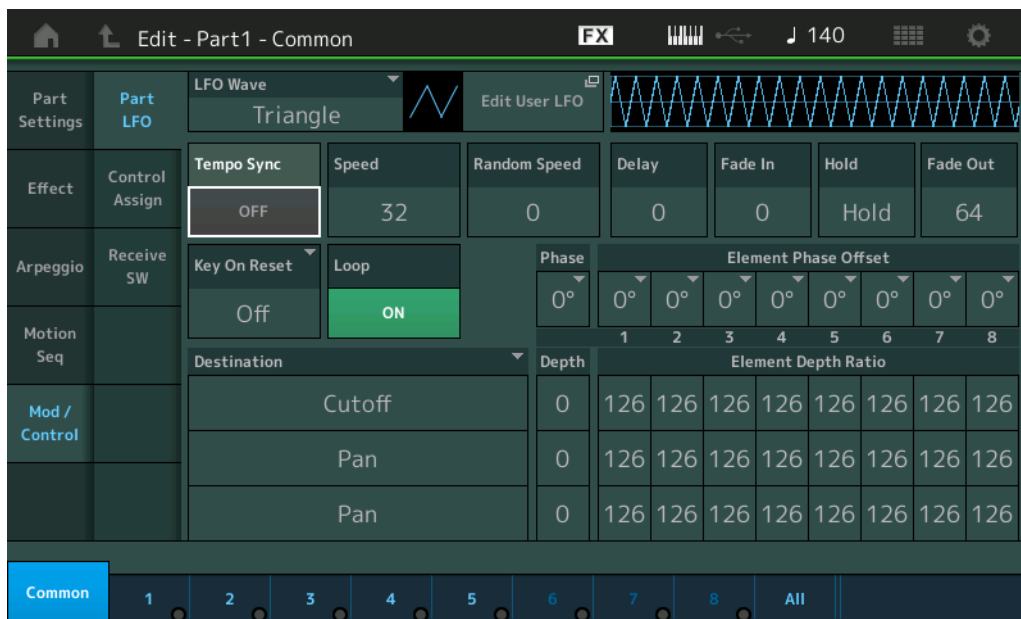 Edit - Part1 - Common FX 140
Part Settings
Part LFO
LFO Wave
Triangle
Edit User LFO
Effect
Control Assign
Tempo Sync
OFF
Speed
32
Random Speed
0
Delay
0
Fade In
0
Hold
Hold
Fade Out
64
Arpeggio
Receive SW
Key On Reset
Off
Loop
ON
Phase
0°
Element Phase Offset
0° 0° 0° 0° 0° 0° 0° 0°
1 2 3 4 5 6 7 8
Motion Seq
Mod / Control
Destination Depth Element Depth Ratio
Cutoff 0 126 126 126 126 126 126 126 126
Pan 0 126 126 126 126 126 126 126 126
Pan 0 126 126 126 126 126 126 126 126
Common 1 2 3 4 5 6 7 8 All